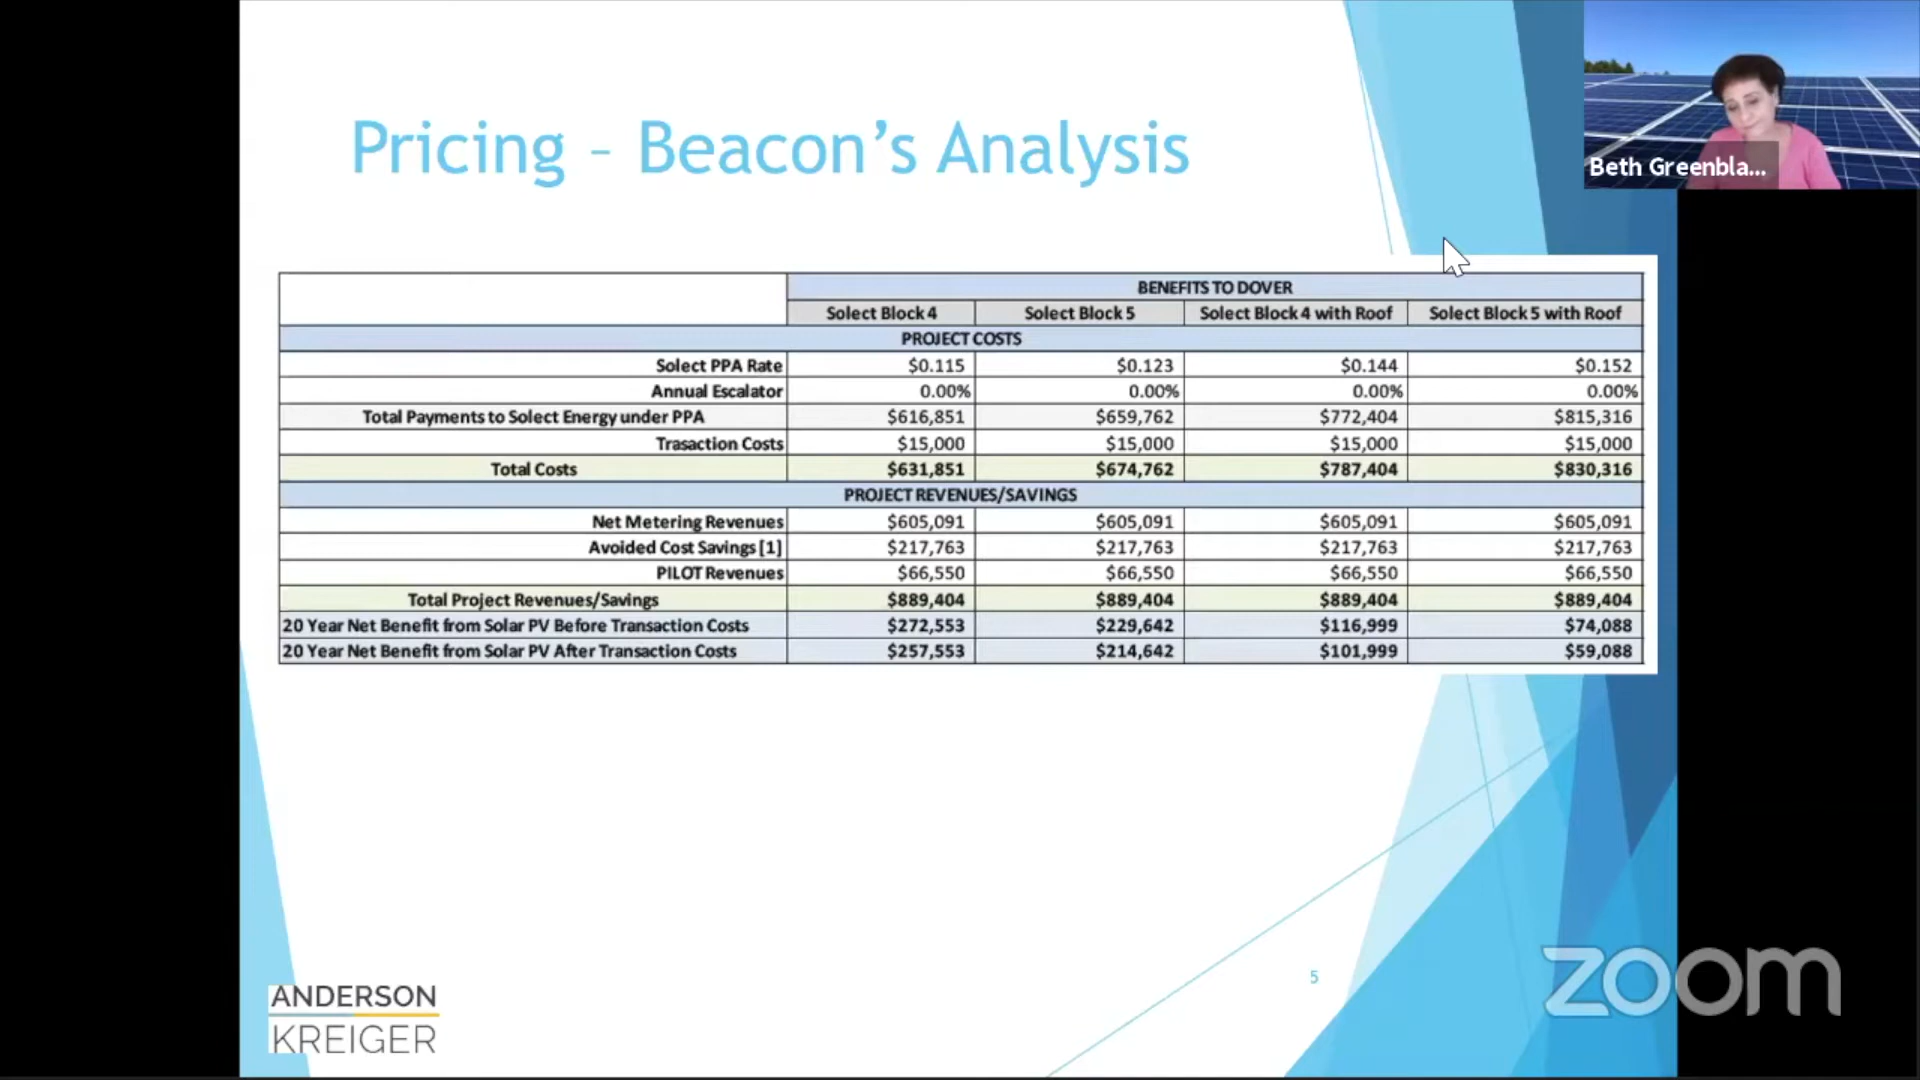 Pricing – Beacon's Analysis
Beth Greenbla...
BENEFITS TO DOVER
Solect Block 4 Solect Block 5 Solect Block 4 with Roof Solect Block 5 with Roof
PROJECT COSTS
Solect PPA Rate $0.115 $0.123 $0.144 $0.152
Annual Escalator 0.00% 0.00% 0.00% 0.00%
Total Payments to Solect Energy under PPA $616,851 $659,762 $772,404 $815,316
Trasaction Costs $15,000 $15,000 $15,000 $15,000
Total Costs $631,851 $674,762 $787,404 $830,316
PROJECT REVENUES/SAVINGS
Net Metering Revenues $605,091 $605,091 $605,091 $605,091
Avoided Cost Savings [1] $217,763 $217,763 $217,763 $217,763
PILOT Revenues $66,550 $66,550 $66,550 $66,550
Total Project Revenues/Savings $889,404 $889,404 $889,404 $889,404
20 Year Net Benefit from Solar PV Before Transaction Costs $272,553 $229,642 $116,999 $74,088
20 Year Net Benefit from Solar PV After Transaction Costs $257,553 $214,642 $101,999 $59,088
5
ANDERSON
KREIGER
zoom